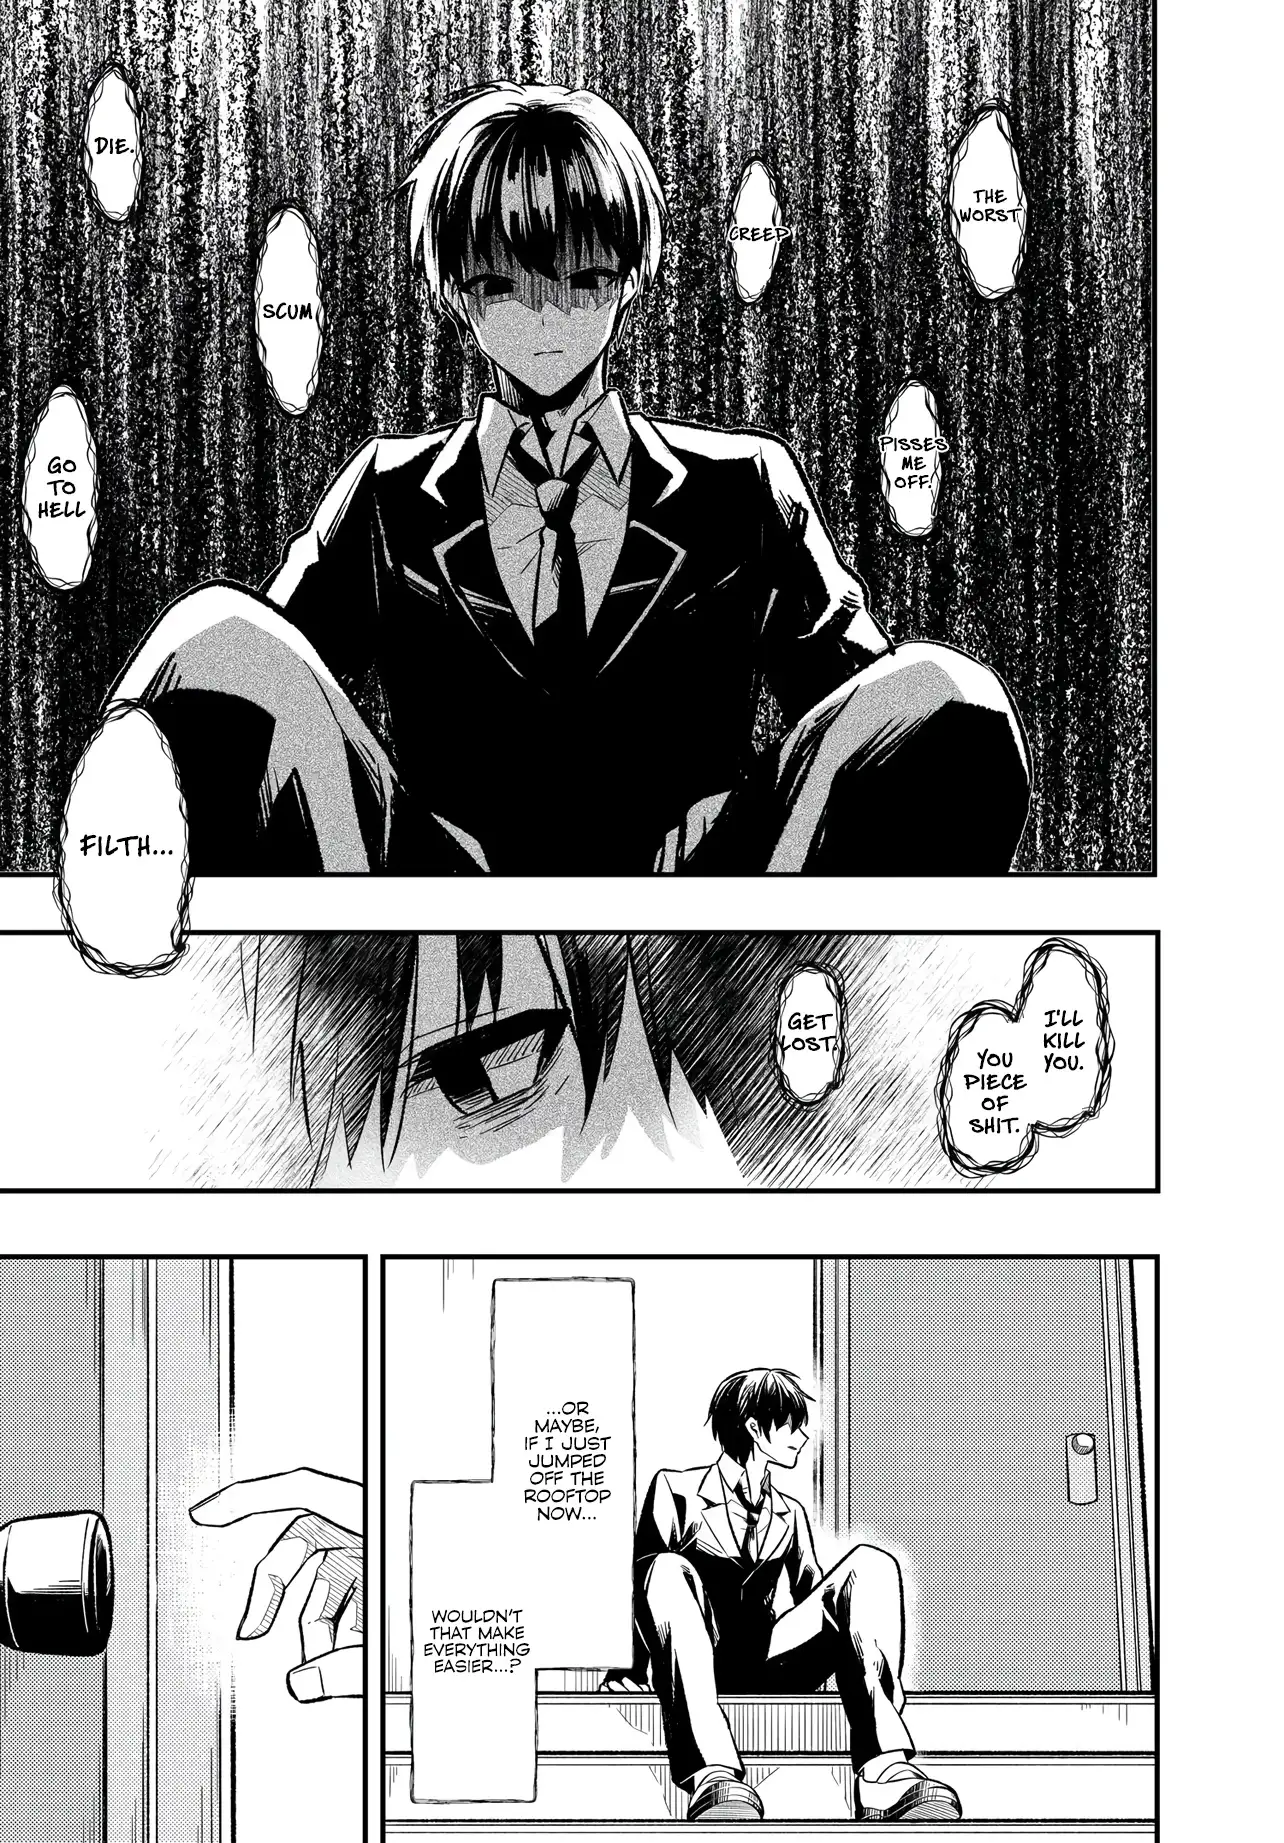 THE
WORST
CREEP
PISSES
ME
OFF.
DIE.
SCUM
GO
TO
HELL
FILTH...
I'LL
KILL
YOU.
YOU
PIECE
OF
SHIT.
GET
LOST.
...OR
MAYBE,
IF I JUST
JUMPED
OFF THE
ROOFTOP
NOW...
WOULDN'T
THAT MAKE
EVERYTHING
EASIER...?